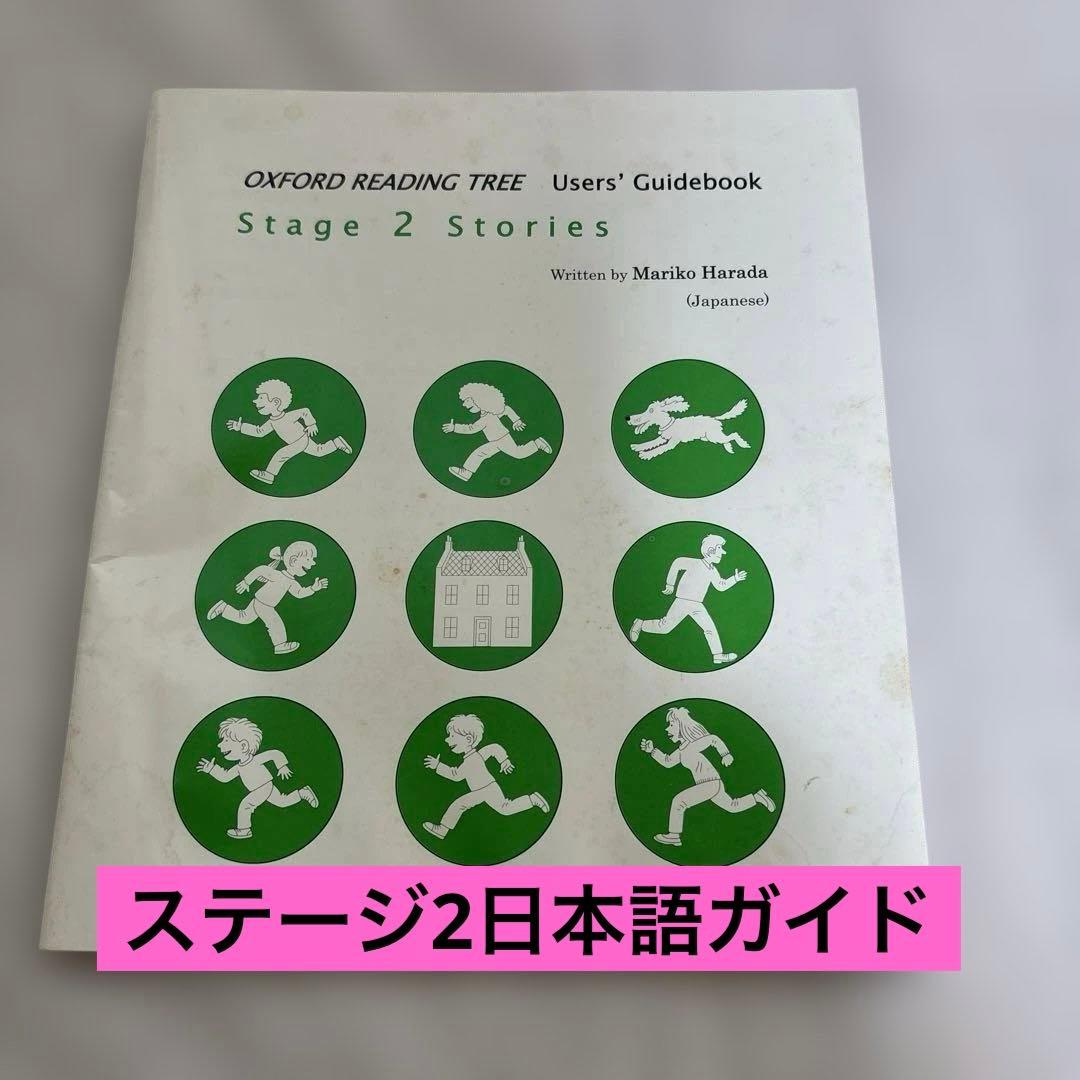 OXFORD READING TREE Users’ Guidebook
Stage 2 Stories
Written by Mariko Harada
(Japanese)
ステージ2日本語ガイド